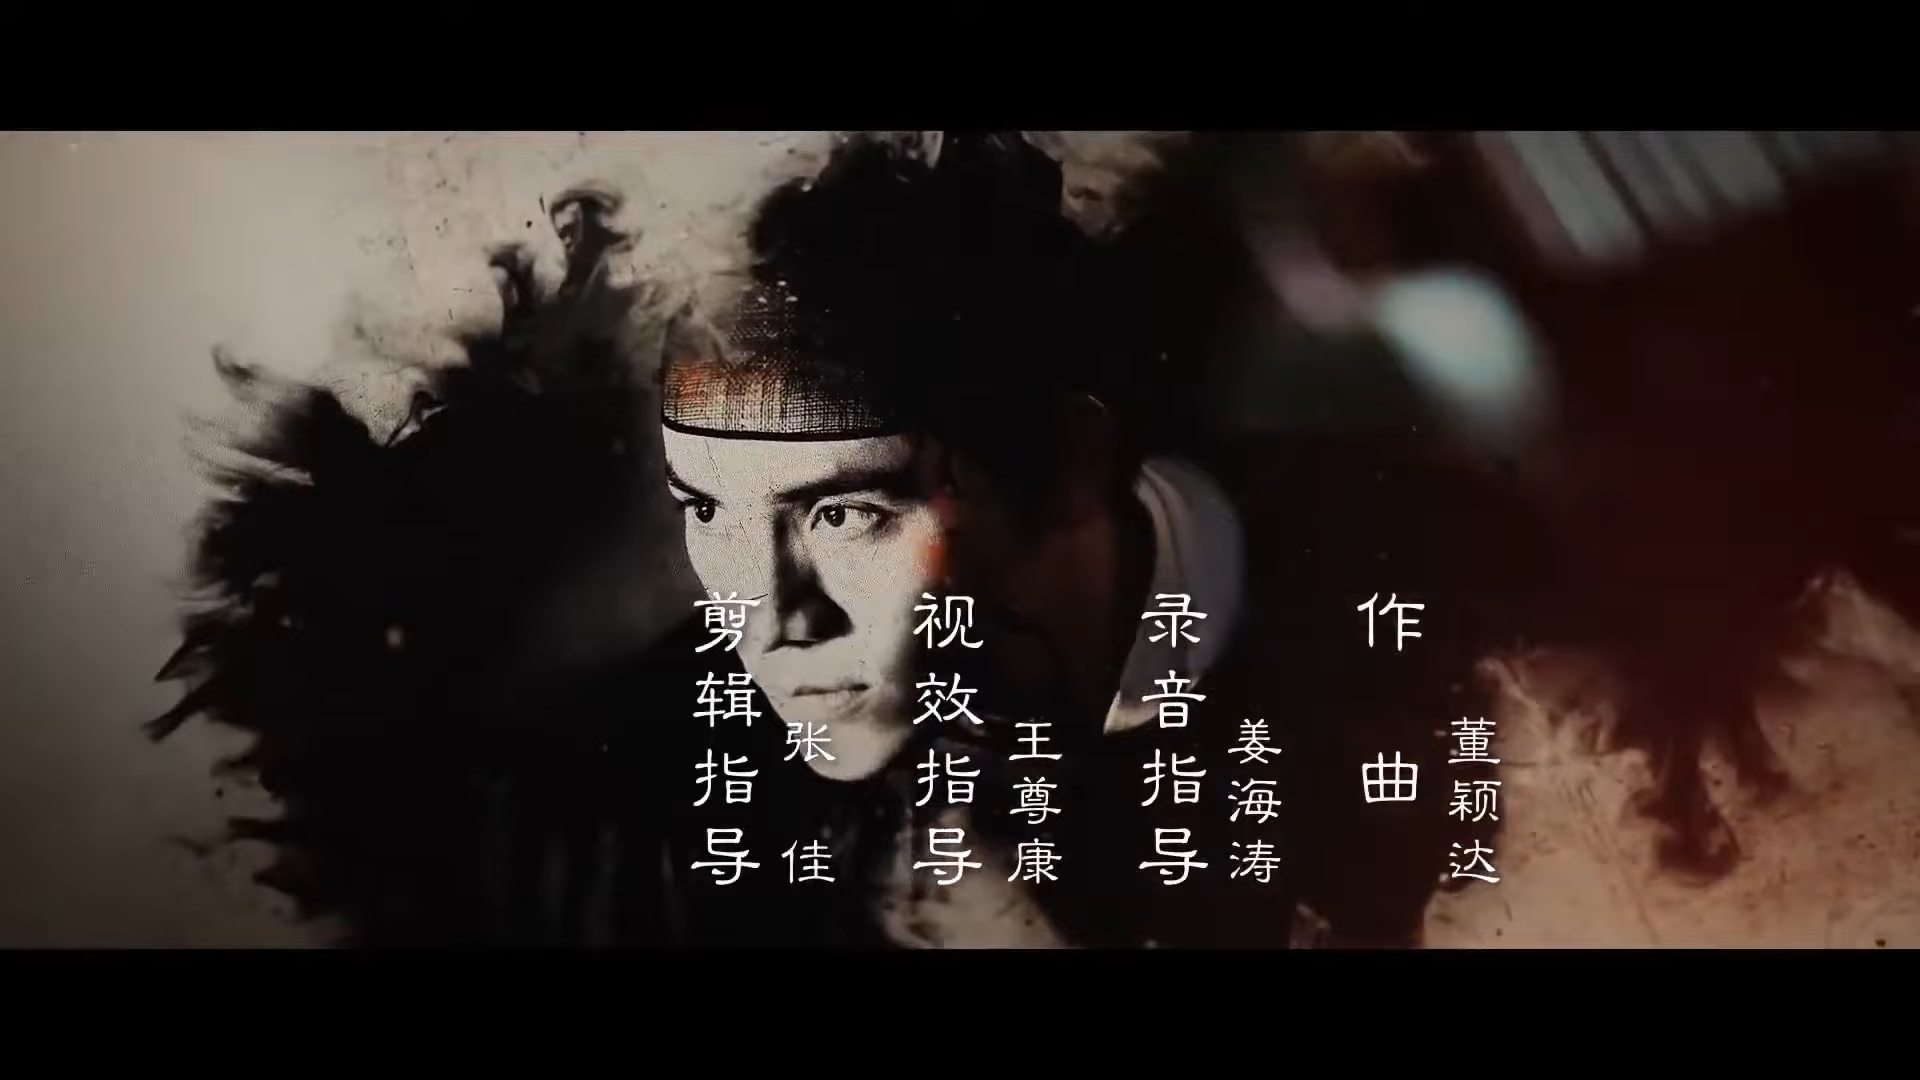 作曲
董颖达
录音指导
姜海涛
视效指导
王尊康
剪辑指导
张佳